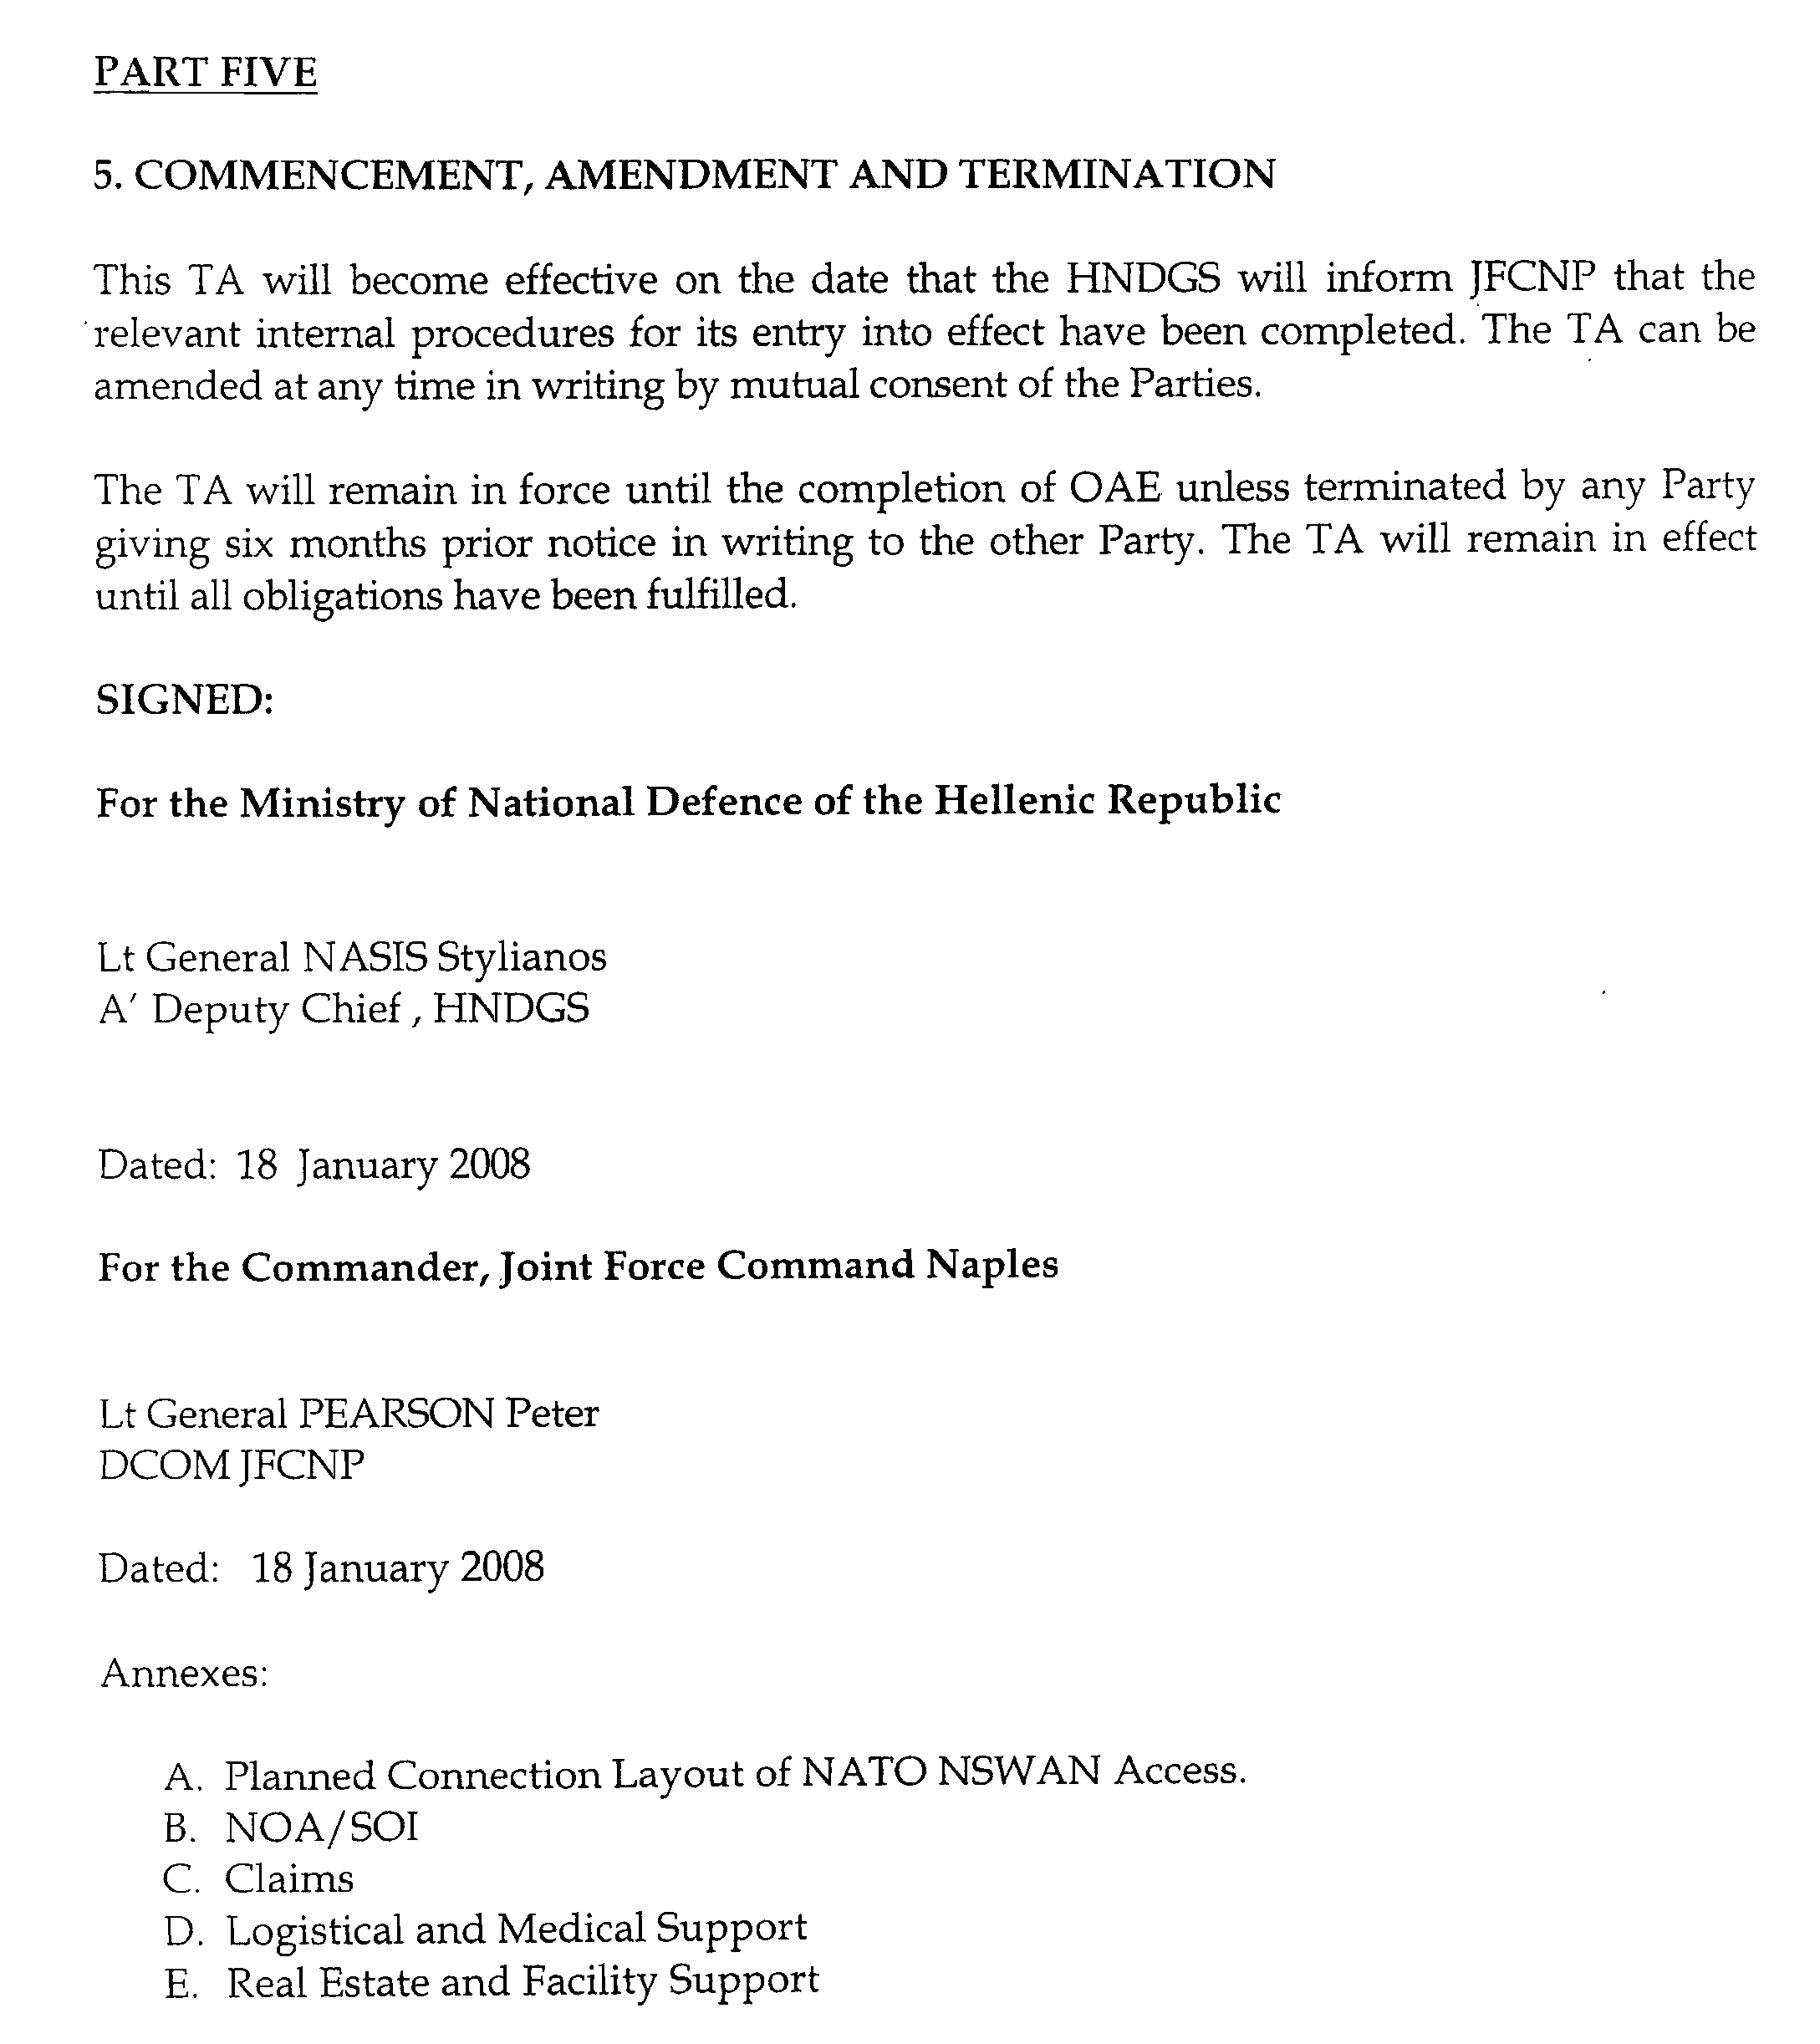 PART FIVE
5. COMMENCEMENT, AMENDMENT AND TERMINATION
This TA will become effective on the date that the HNDGS will inform JFCNP that the
relevant internal procedures for its entry into effect have been completed. The TA can be
amended at any time in writing by mutual consent of the Parties.
The TA will remain in force until the completion of OAE unless terminated by any Party
giving six months prior notice in writing to the other Party. The TA will remain in effect
until all obligations have been fulfilled.
SIGNED:
For the Ministry of National Defence of the Hellenic Republic
Lt General NASIS Stylianos
A′ Deputy Chief , HNDGS
Dated: 18 January 2008
For the Commander, Joint Force Command Naples
Lt General PEARSON Peter
DCOM JFCNP
Dated: 18 January 2008
Annexes:
A. Planned Connection Layout of NATO NSWAN Access.
B. NOA/SOI
C. Claims
D. Logistical and Medical Support
E. Real Estate and Facility Support